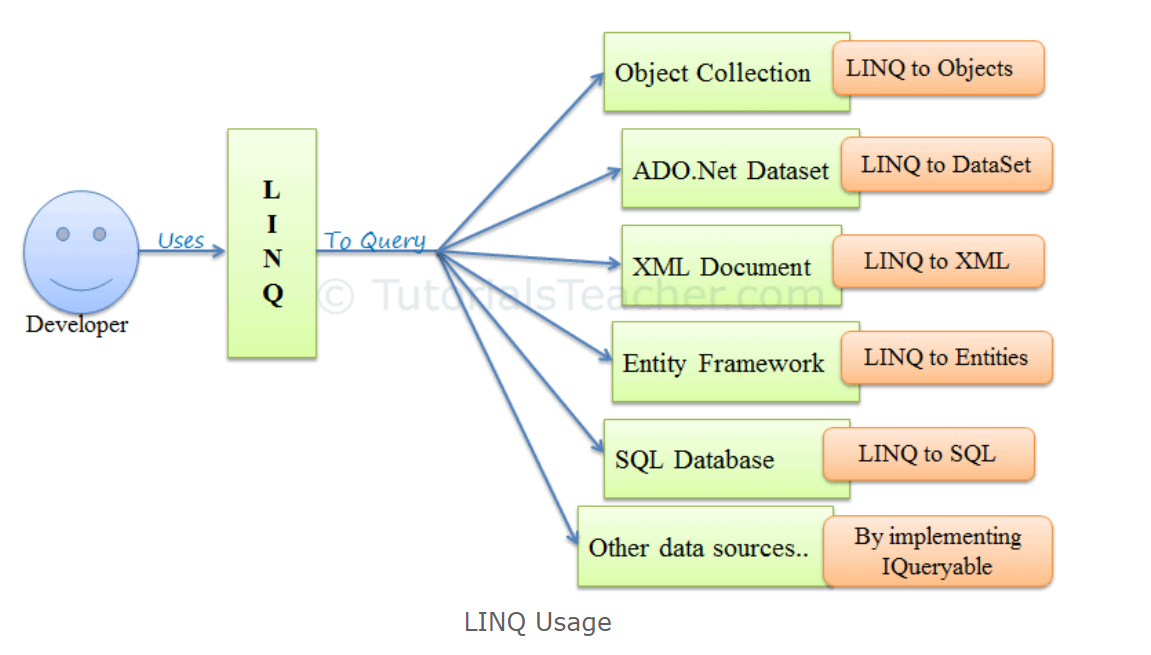 Object Collection
LINQ to Objects
ADO.Net Dataset
LINQ to DataSet
L
I
N
Q
Uses
To Query
XML Document
LINQ to XML
© TutorialsTeacher.com
Developer
Entity Framework
LINQ to Entities
SQL Database
LINQ to SQL
Other data sources..
By implementing
IQueryable
LINQ Usage